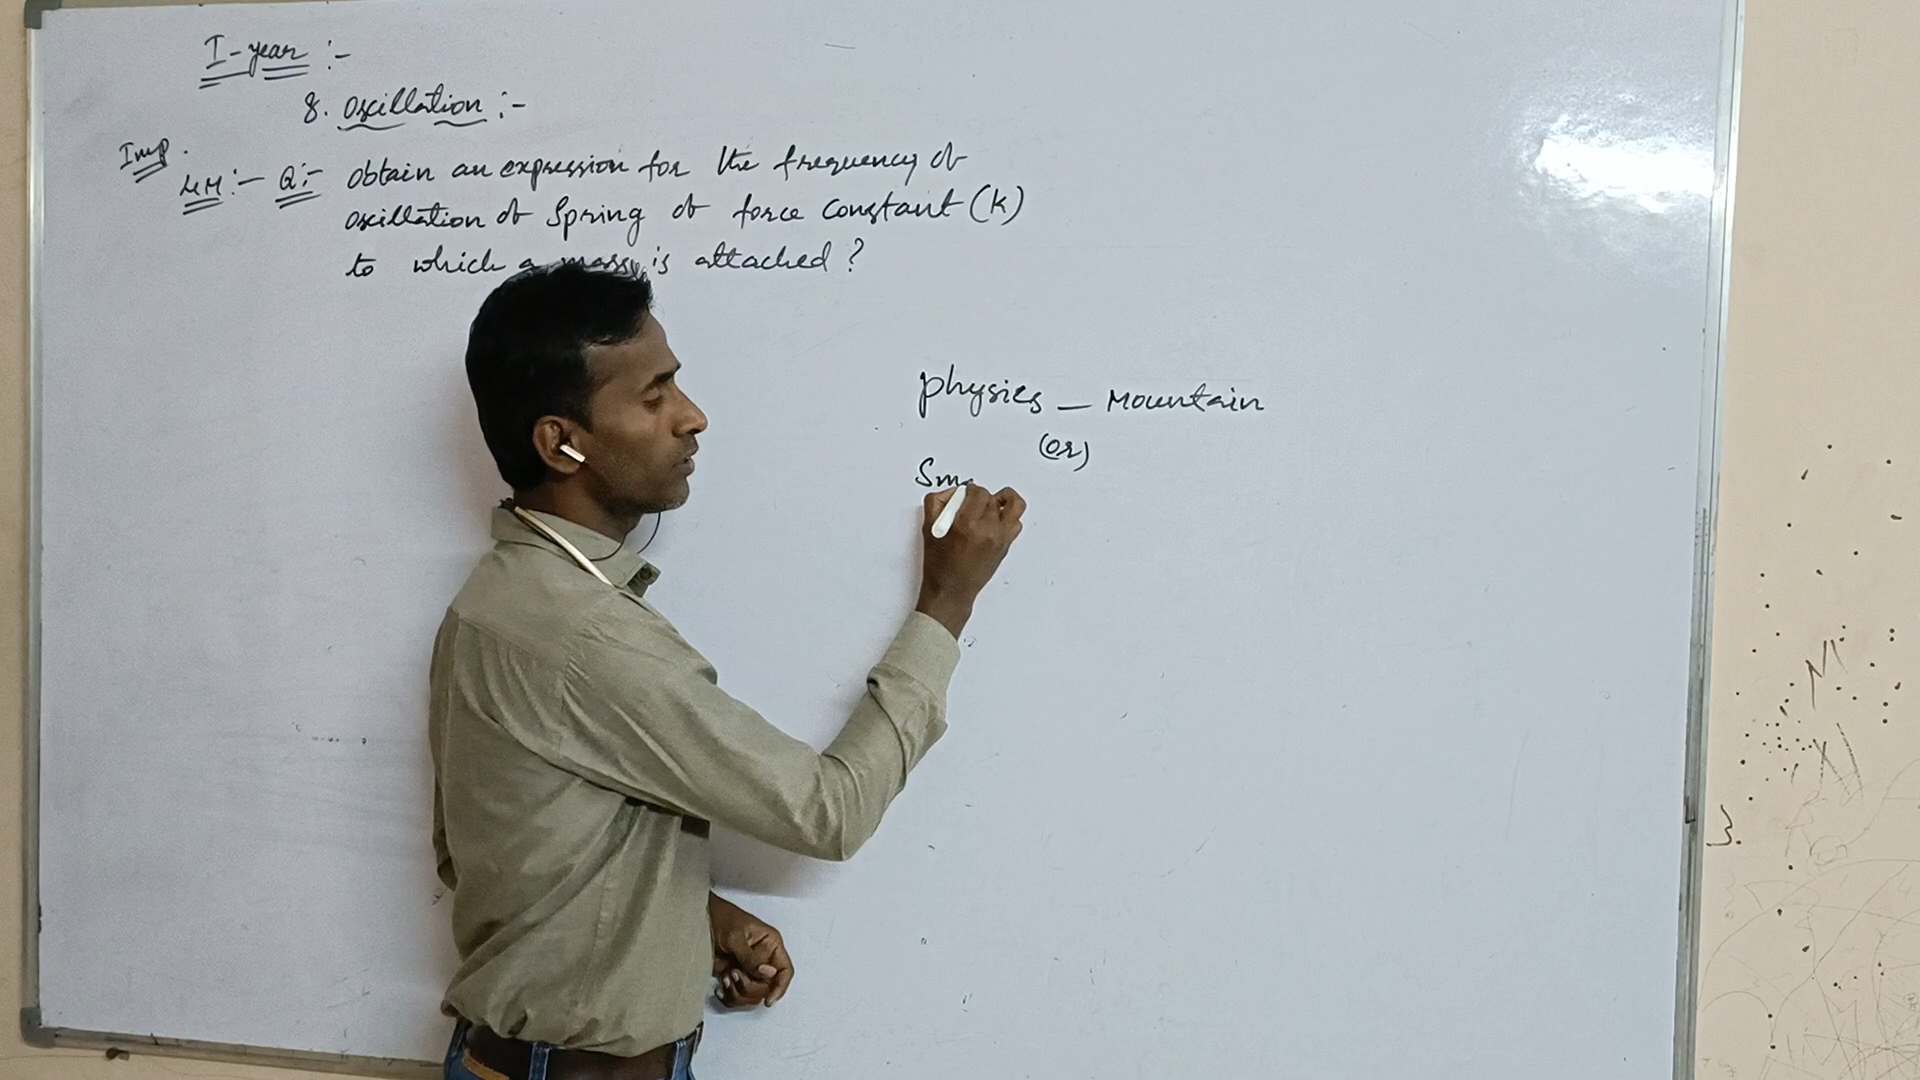 I-year :-
8. Oscillation :-
Imp.
4M :- Q :- Obtain an expression for the frequency of
oscillation of Spring of force constant (K)
to which a mass is attached ?
physics - Mountain
(or)
Sm